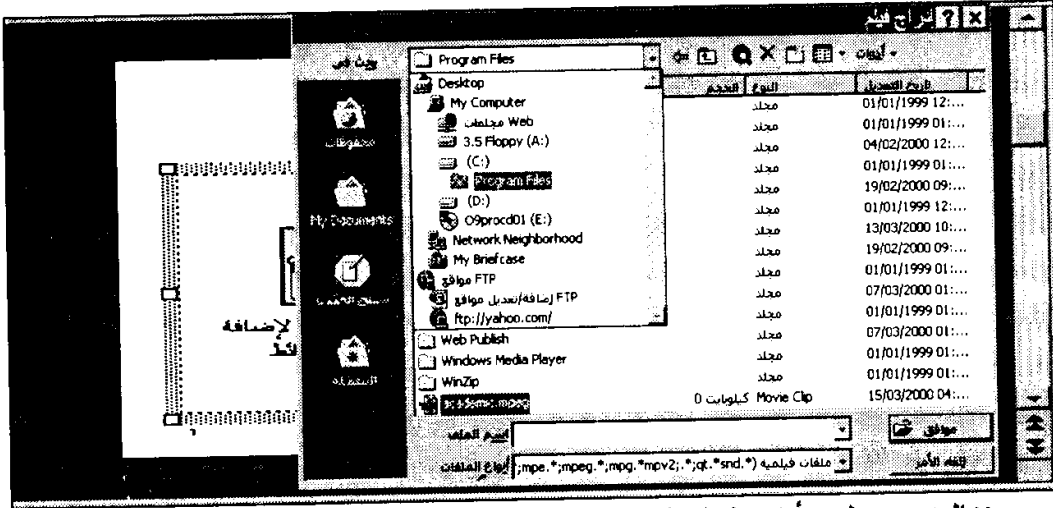 إدراج فيلم
بحث في
Program Files
أدوات
Desktop
My Computer
مجلدات Web
3.5 Floppy (A:)
(C:)
Program Files
(D:)
O9procd01 (E:)
Network Neighborhood
My Briefcase
مواقع FTP
إضافة/تعديل مواقع FTP
ftp://yahoo.com/
Web Publish
Windows Media Player
WinZip
الحجم النوع تاريخ التعديل
مجلد 01/01/1999 12:...
مجلد 01/01/1999 01:...
مجلد 04/02/2000 12:...
مجلد 01/01/1999 01:...
مجلد 19/02/2000 09:...
مجلد 01/01/1999 12:...
مجلد 13/03/2000 10:...
مجلد 19/02/2000 09:...
مجلد 01/01/1999 01:...
مجلد 07/03/2000 01:...
مجلد 01/01/1999 01:...
مجلد 07/03/2000 01:...
مجلد 01/01/1999 01:...
مجلد 01/01/1999 01:...
0 كيلوبايت Movie Clip 15/03/2000 04:...
محفوظات
My Documents
سطح المكتب
المفضلة
لإضافة
اسم الملف
موافق
أنواع الملفات
ملفات فيلمية (*.snd*.qt*;.mpv2*.mpg*.mpeg*;.mpe;
إلغاء الأمر